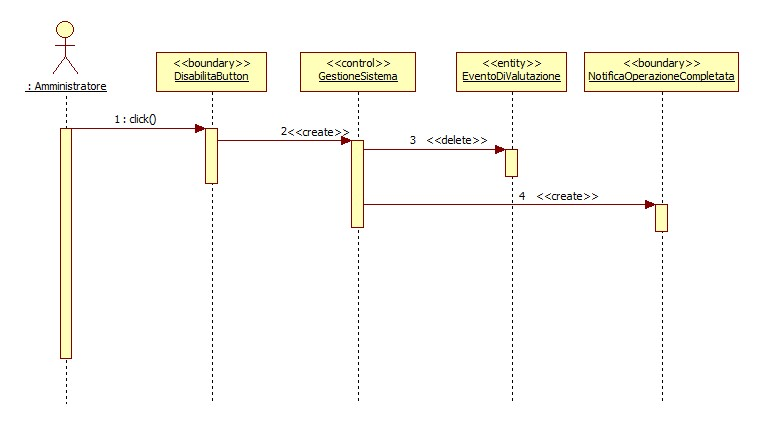 : Amministratore
<<boundary>>
DisabilitaButton
<<control>>
GestioneSistema
<<entity>>
EventoDiValutazione
<<boundary>>
NotificaOperazioneCompletata
1 : click()
2<<create>>
3 <<delete>>
4 <<create>>